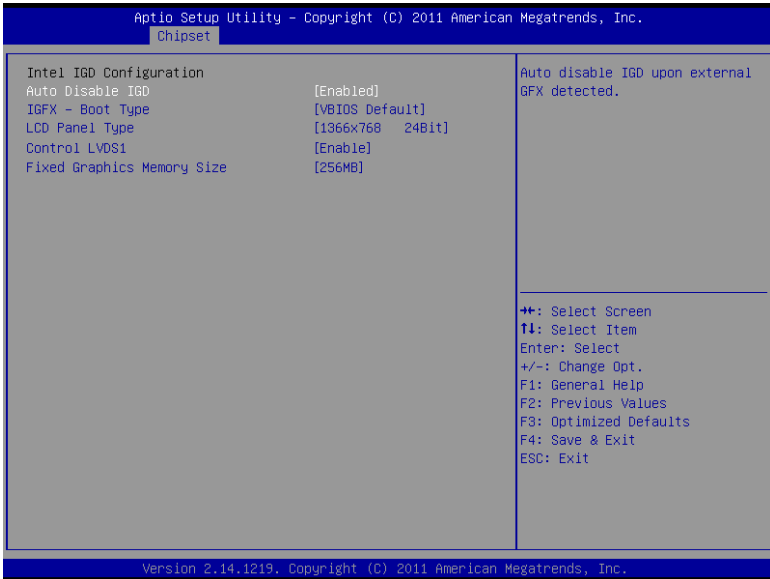 Aptio Setup Utility – Copyright (C) 2011 American Megatrends, Inc.
Chipset
Intel IGD Configuration
Auto Disable IGD [Enabled]
IGFX – Boot Type [VBIOS Default]
LCD Panel Type [1366x768 24Bit]
Control LVDS1 [Enable]
Fixed Graphics Memory Size [256MB]
Auto disable IGD upon external
GFX detected.
→←: Select Screen
↑↓: Select Item
Enter: Select
+/-: Change Opt.
F1: General Help
F2: Previous Values
F3: Optimized Defaults
F4: Save & Exit
ESC: Exit
Version 2.14.1219. Copyright (C) 2011 American Megatrends, Inc.